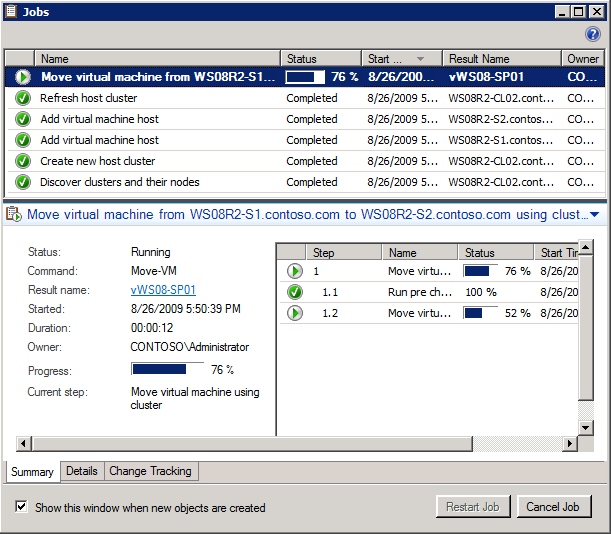 Jobs
Name Status Start ... Result Name Owner
Move virtual machine from WS08R2-S1... 76 % 8/26/200... vWS08-SP01 CO...
Refresh host cluster Completed 8/26/2009 5... WS08R2-CL02.cont... CO...
Add virtual machine host Completed 8/26/2009 5... WS08R2-S2.contos... CO...
Add virtual machine host Completed 8/26/2009 5... WS08R2-S1.contos... CO...
Create new host cluster Completed 8/26/2009 5... WS08R2-CL02.cont... CO...
Discover clusters and their nodes Completed 8/26/2009 5... WS08R2-CL02.cont... CO...
Move virtual machine from WS08R2-S1.contoso.com to WS08R2-S2.contoso.com using clust...
Status: Running
Command: Move-VM
Result name: vWS08-SP01
Started: 8/26/2009 5:50:39 PM
Duration: 00:00:12
Owner: CONTOSO\Administrator
Progress: 76 %
Current step: Move virtual machine using
cluster
Step Name Status Start Tir
1 Move virtu... 76 % 8/26/20
1.1 Run pre ch... 100 % 8/26/20
1.2 Move virtu... 52 % 8/26/20
Summary Details Change Tracking
Show this window when new objects are created
Restart Job Cancel Job